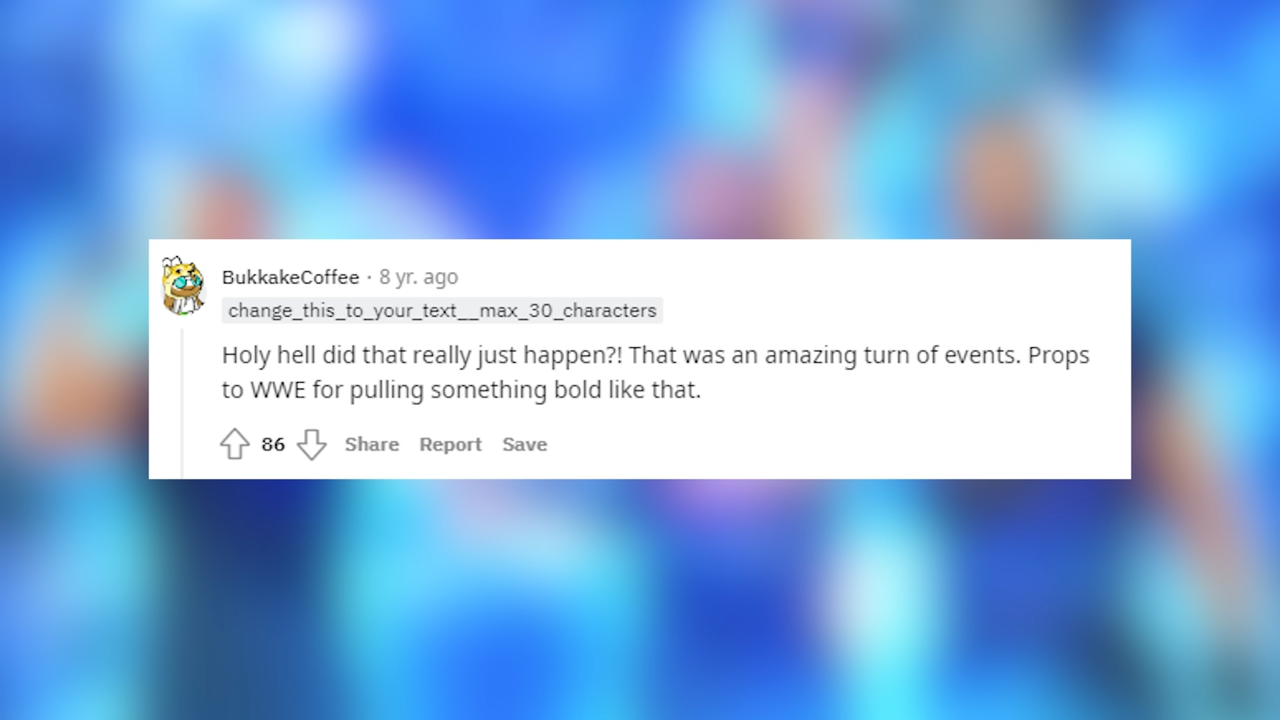 BukkakeCoffee · 8 yr. ago
change_this_to_your_text__max_30_characters
Holy hell did that really just happen?! That was an amazing turn of events. Props
to WWE for pulling something bold like that.
86 Share Report Save